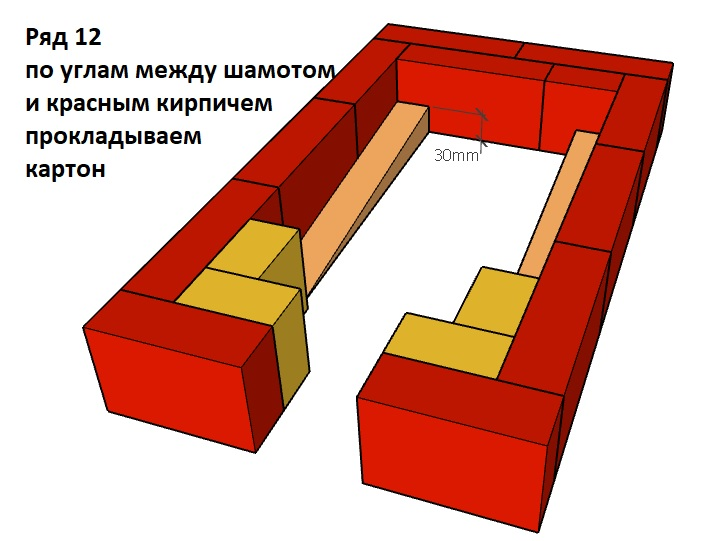 Ряд 12
по углам между шамотом
и красным кирпичем
прокладываем
картон
30mm